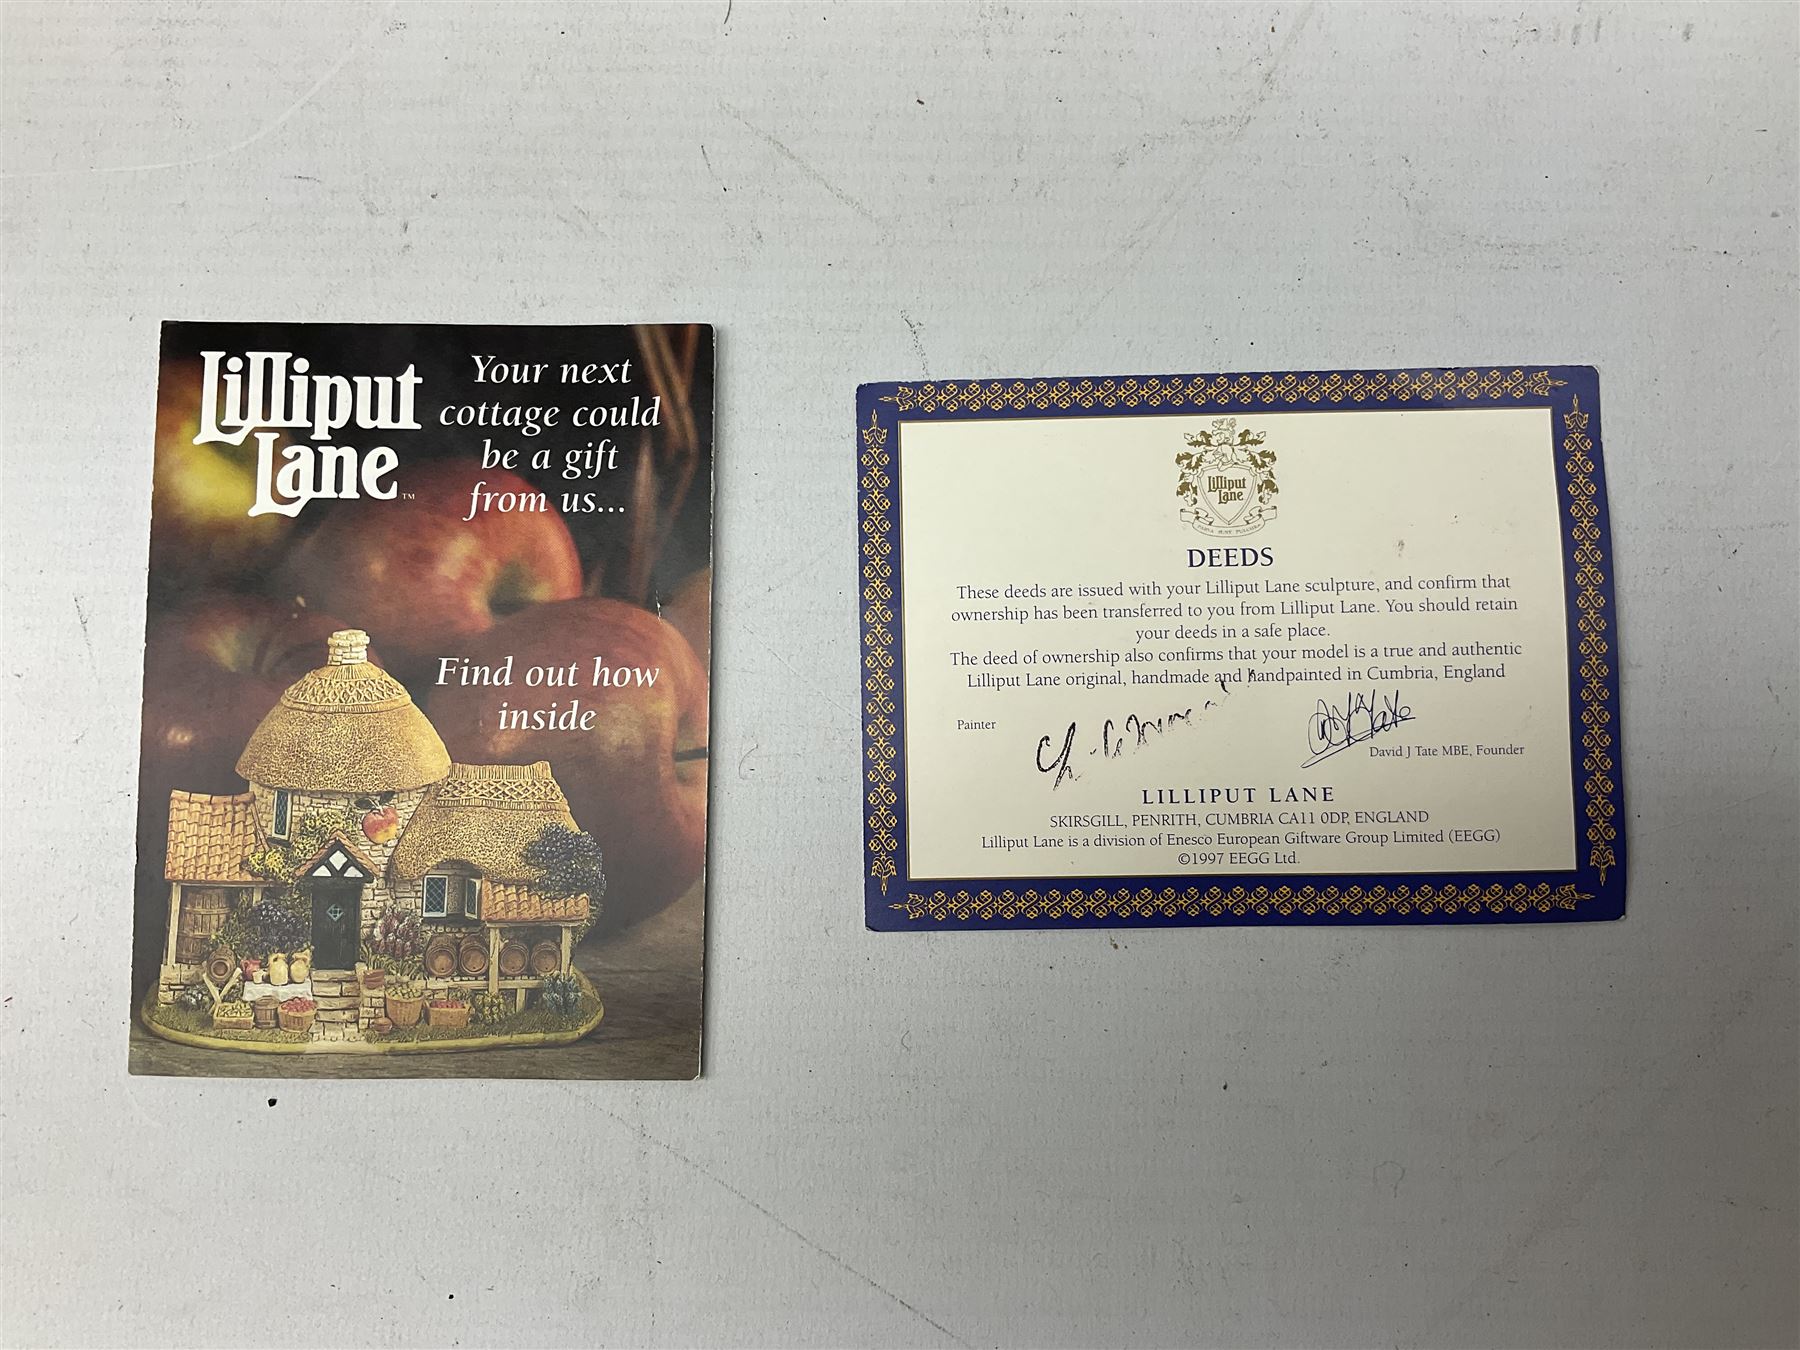 Lilliput
Lane™
Your next
cottage could
be a gift
from us...
Find out how
inside
Lilliput
Lane
DEEDS
These deeds are issued with your Lilliput Lane sculpture, and confirm that
ownership has been transferred to you from Lilliput Lane. You should retain
your deeds in a safe place.
The deed of ownership also confirms that your model is a true and authentic
Lilliput Lane original, handmade and handpainted in Cumbria, England
Painter
David J Tate MBE, Founder
LILLIPUT LANE
SKIRSGILL, PENRITH, CUMBRIA CA11 0DP, ENGLAND
Lilliput Lane is a division of Enesco European Giftware Group Limited (EEGG)
©1997 EEGG Ltd.